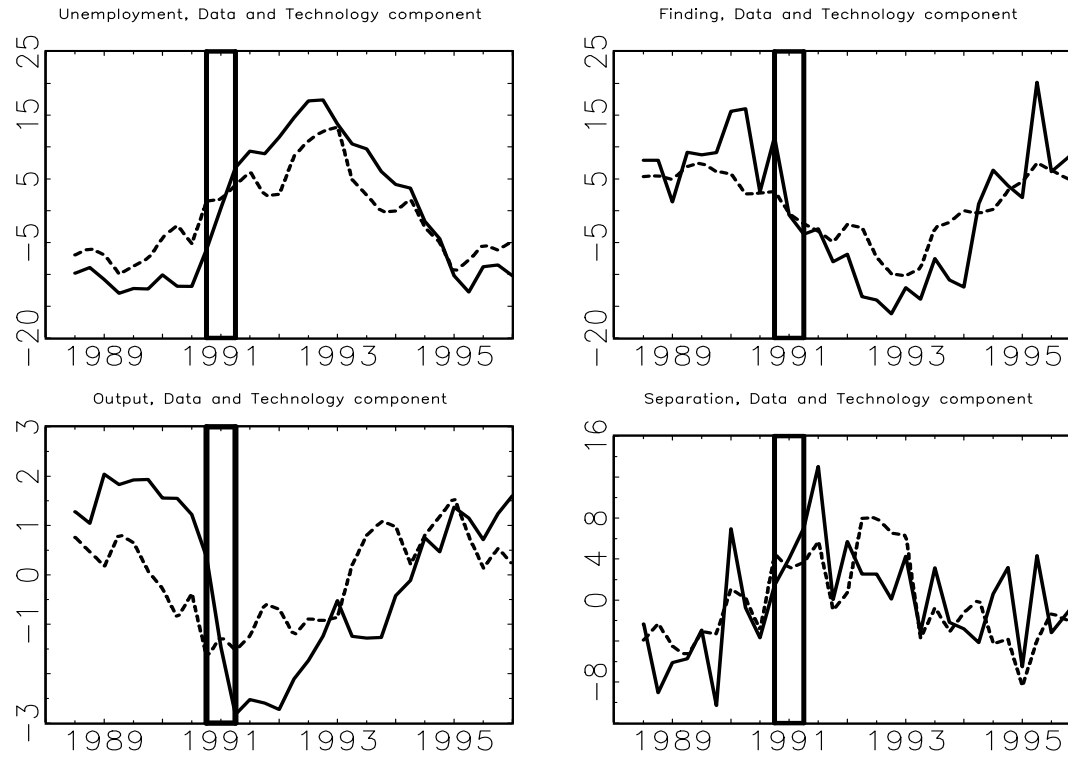 Unemployment, Data and Technology component
25
15
5
−5
−20
1989 1991 1993 1995
Finding, Data and Technology component
25
15
5
−5
−20
1989 1991 1993 1995
Output, Data and Technology component
3
2
1
0
−1
−3
1989 1991 1993 1995
Separation, Data and Technology component
16
8
4
0
−8
1989 1991 1993 1995